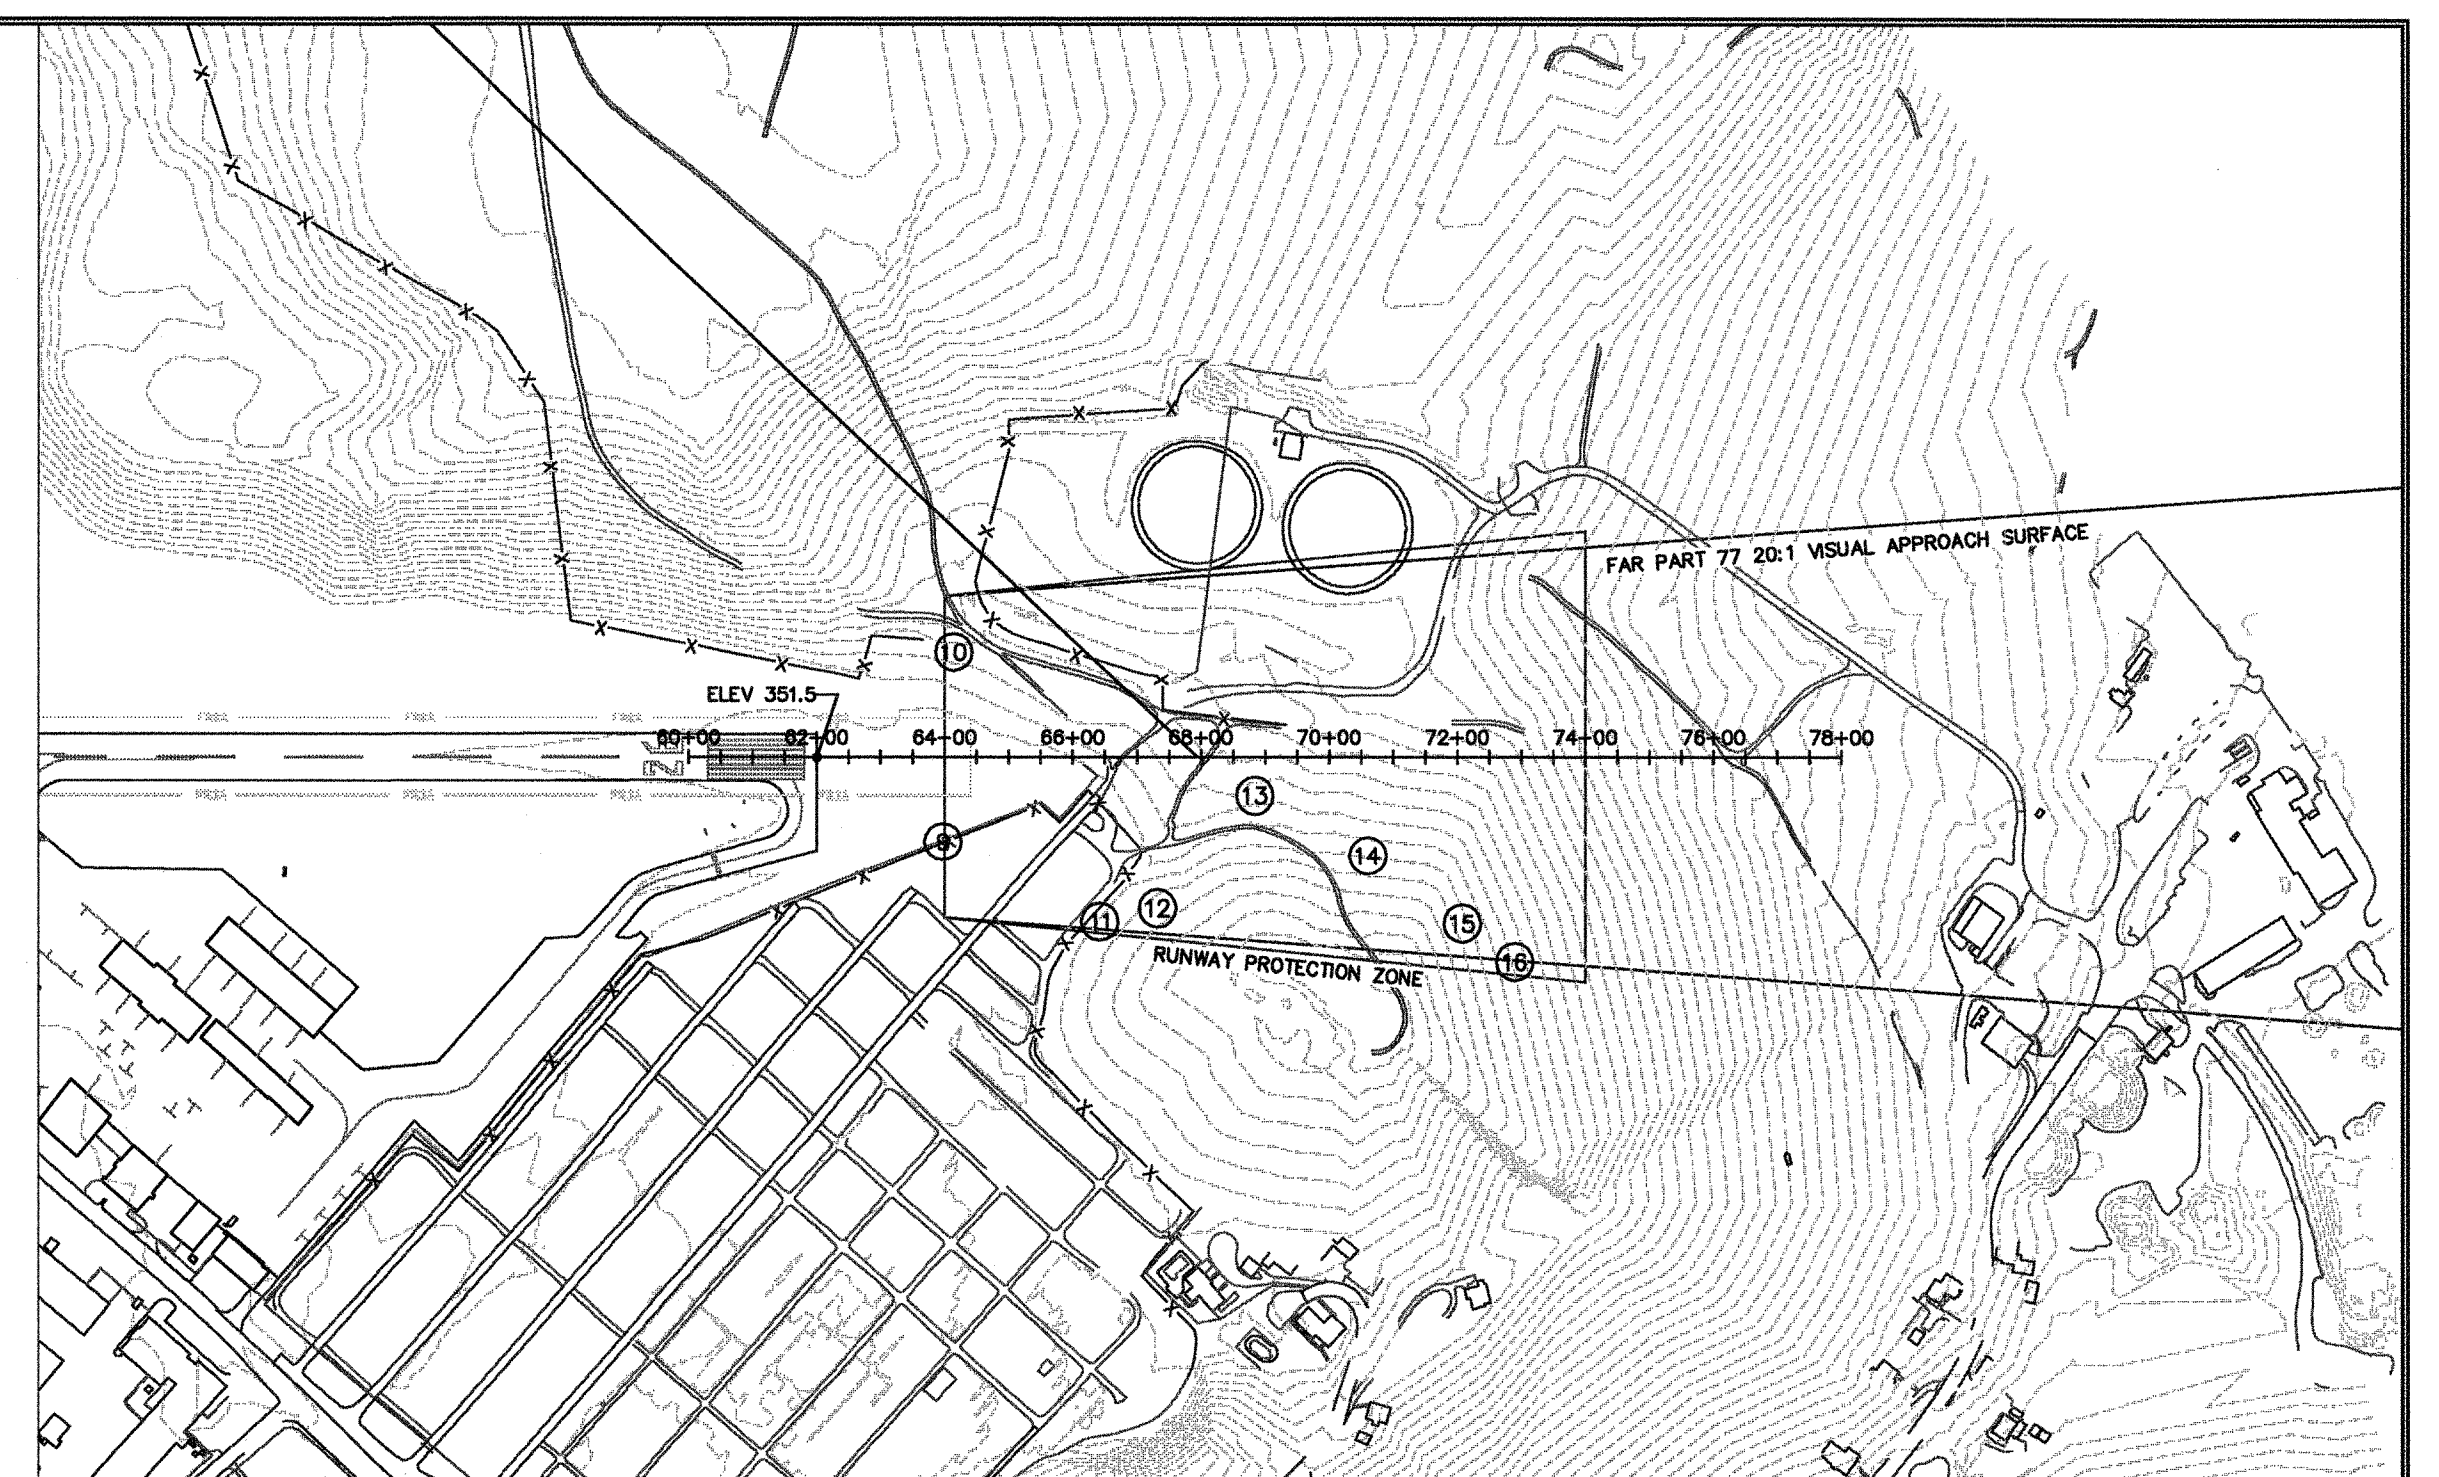 FAR PART 77 20:1 VISUAL APPROACH SURFACE
10
ELEV 351.5
60+00 62+00 64+00 66+00 68+00 70+00 72+00 74+00 76+00 78+00
13
9
14
11 12 15
RUNWAY PROTECTION ZONE
16